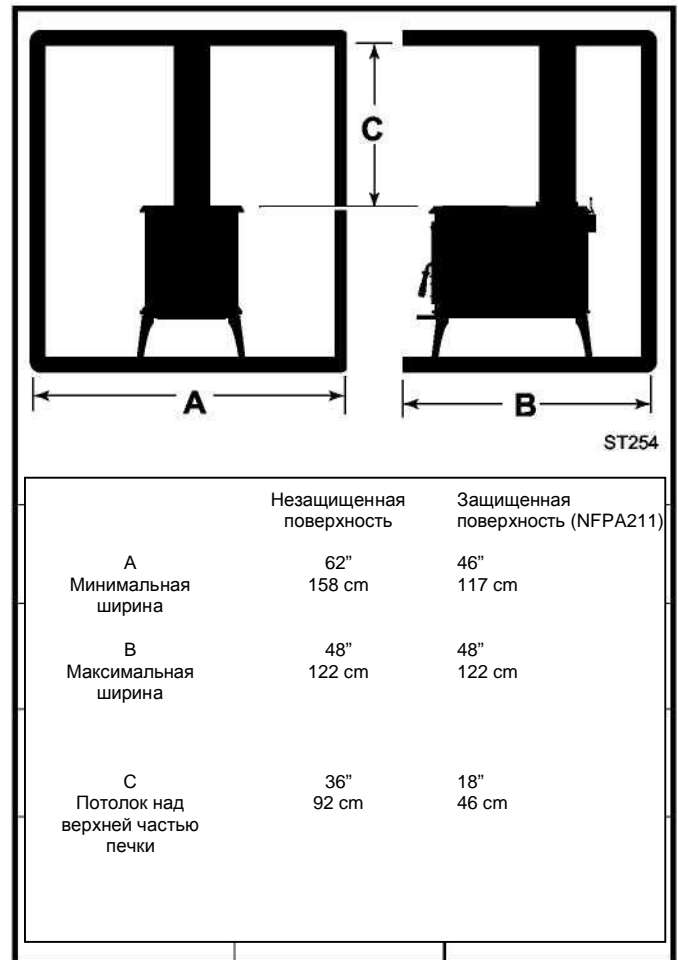 C
A
B
ST254
Незащищенная поверхность
Защищенная поверхность (NFPA211)
A
Минимальная ширина
62”
158 cm
46”
117 cm
B
Максимальная ширина
48”
122 cm
48”
122 cm
C
Потолок над верхней частью печки
36”
92 cm
18”
46 cm